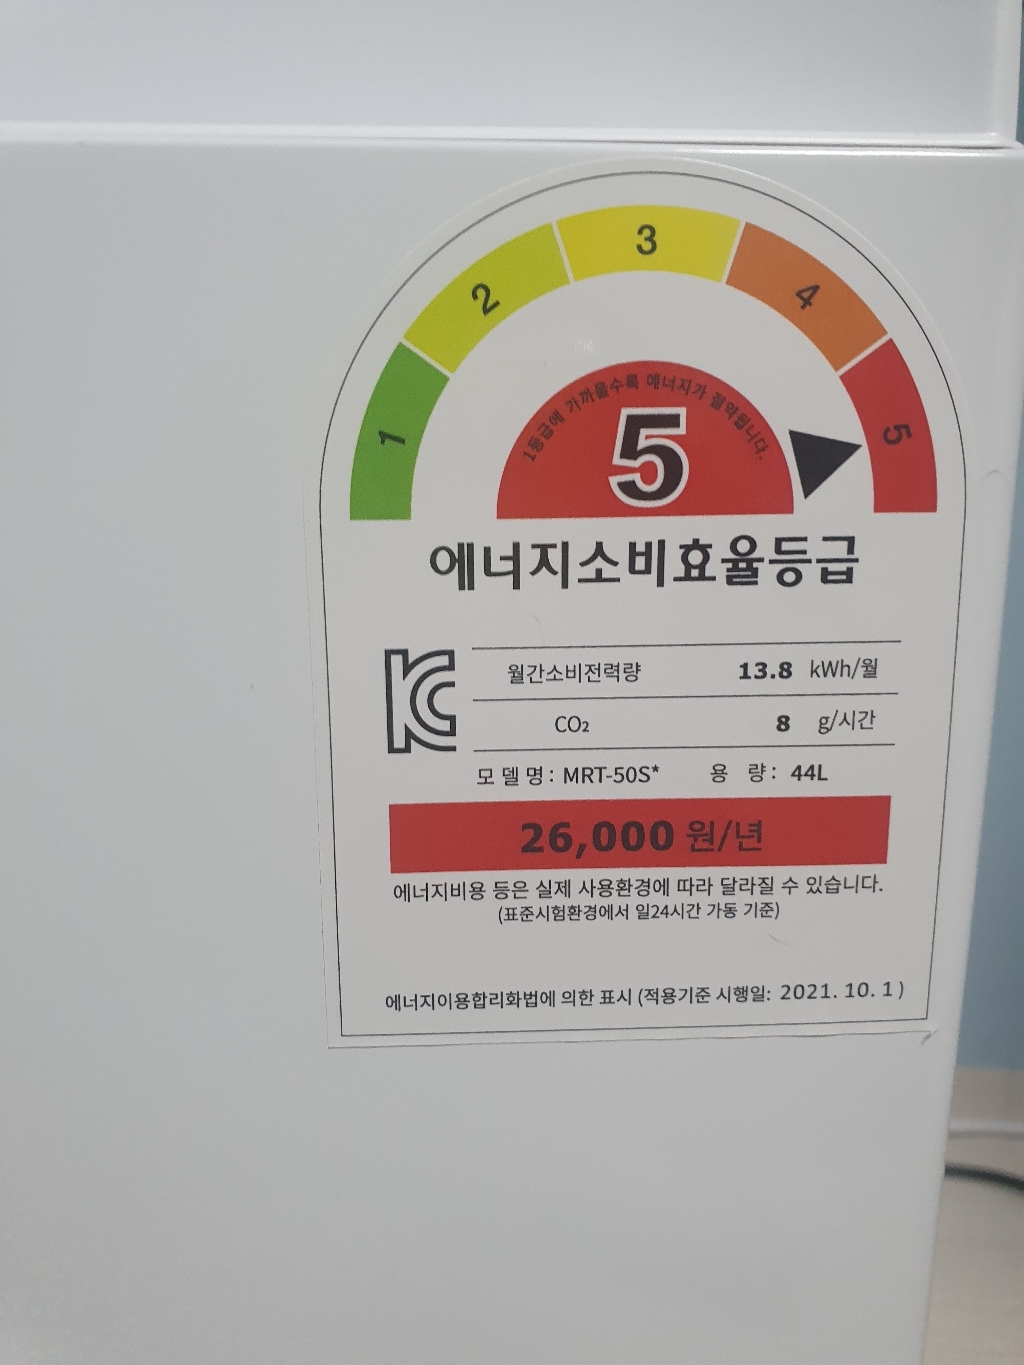 1
2
3
4
5
1등급에 가까울수록 에너지가 절약됩니다.
5
에너지소비효율등급
월간소비전력량 13.8 kWh/월
CO₂ 8 g/시간
모델명: MRT-50S* 용 량: 44L
26,000 원/년
에너지비용 등은 실제 사용환경에 따라 달라질 수 있습니다.
(표준시험환경에서 일24시간 가동 기준)
에너지이용합리화법에 의한 표시 (적용기준 시행일: 2021. 10. 1)